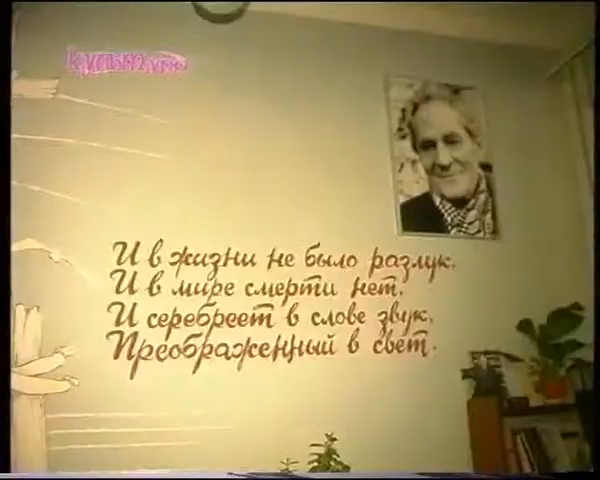 Культура
И в жизни не было разлук.
И в мире смерти нет.
И серебреет в слове звук,
Преображенный в свет.